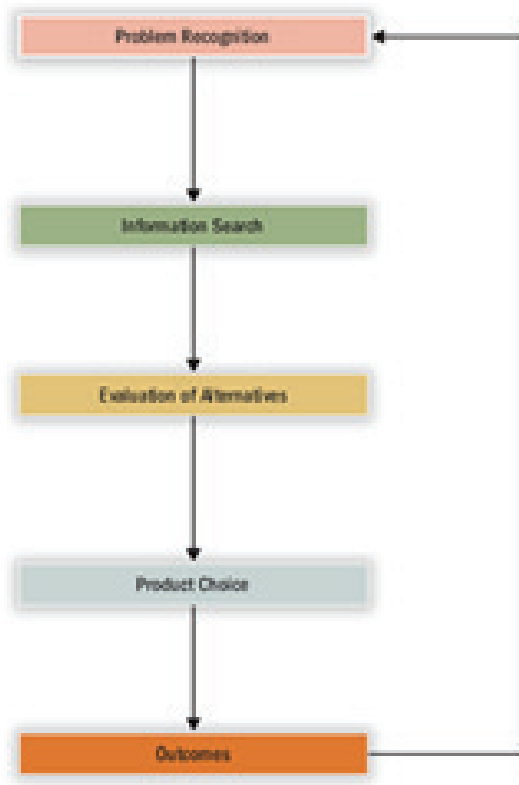 Problem Recognition
Information Search
Evaluation of Alternatives
Product Choice
Outcomes